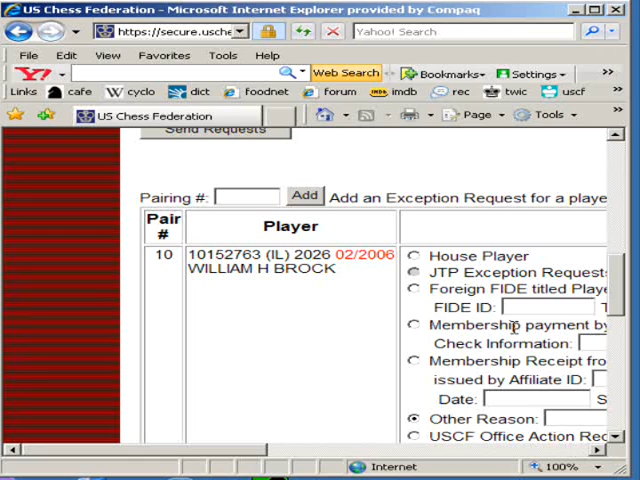 US Chess Federation - Microsoft Internet Explorer provided by Compaq
https://secure.usche
Yahoo! Search
File Edit View Favorites Tools Help
Y! Web Search Bookmarks Settings »
Links cafe W cyclo dict foodnet forum imdb rec twic uscf »
US Chess Federation Page Tools »
Send Requests
Pairing #: Add Add an Exception Request for a playe
Pair # Player
10 10152763 (IL) 2026 02/2006
WILLIAM H BROCK
House Player
JTP Exception Requests
Foreign FIDE titled Playe
FIDE ID: T
Membership payment by
Check Information:
Membership Receipt fro
issued by Affiliate ID:
Date: S
Other Reason:
USCF Office Action Req
Internet 100%